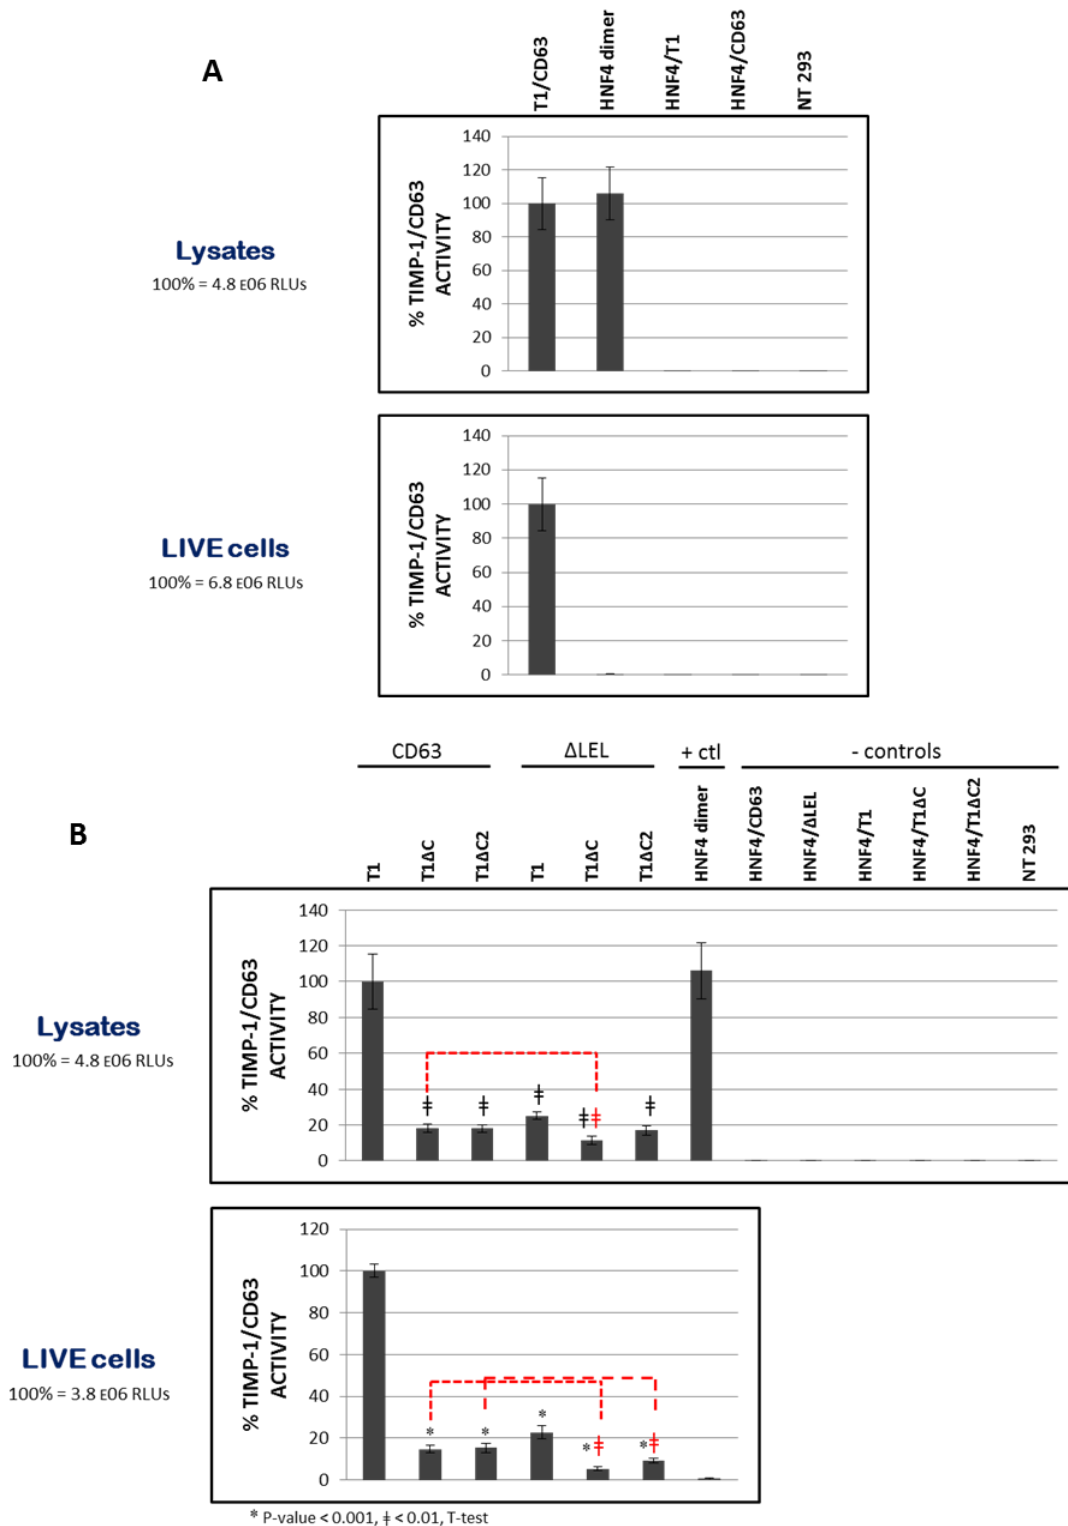 A
T1/CD63
HNF4 dimer
HNF4/T1
HNF4/CD63
NT 293
Lysates
100% = 4.8 E06 RLUs
% TIMP-1/CD63
ACTIVITY
140
120
100
80
60
40
20
0
LIVE cells
100% = 6.8 E06 RLUs
% TIMP-1/CD63
ACTIVITY
140
120
100
80
60
40
20
0
B
CD63
ΔLEL
+ ctl
- controls
T1
T1ΔC
T1ΔC2
T1
T1ΔC
T1ΔC2
HNF4 dimer
HNF4/CD63
HNF4/ΔLEL
HNF4/T1
HNF4/T1ΔC
HNF4/T1ΔC2
NT 293
Lysates
100% = 4.8 E06 RLUs
% TIMP-1/CD63
ACTIVITY
140
120
100
80
60
40
20
0
ǂ
ǂ
ǂ
ǂǂ
ǂ
LIVE cells
100% = 3.8 E06 RLUs
% TIMP-1/CD63
ACTIVITY
120
100
80
60
40
20
0
*
*
*
*ǂ
*ǂ
* P-value < 0.001, ǂ < 0.01, T-test